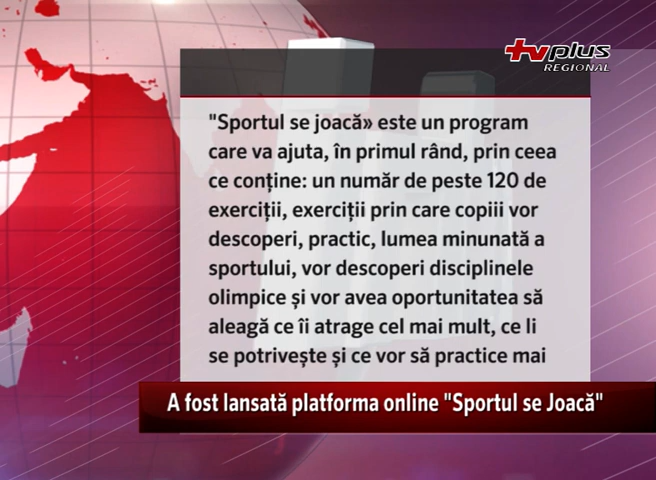 tvplus
REGIONAL
"Sportul se joacă» este un program
care va ajuta, în primul rând, prin ceea
ce conține: un număr de peste 120 de
exerciții, exerciții prin care copiii vor
descoperi, practic, lumea minunată a
sportului, vor descoperi disciplinele
olimpice și vor avea oportunitatea să
aleagă ce îi atrage cel mai mult, ce li
se potrivește și ce vor să practice mai
A fost lansată platforma online "Sportul se Joacă"